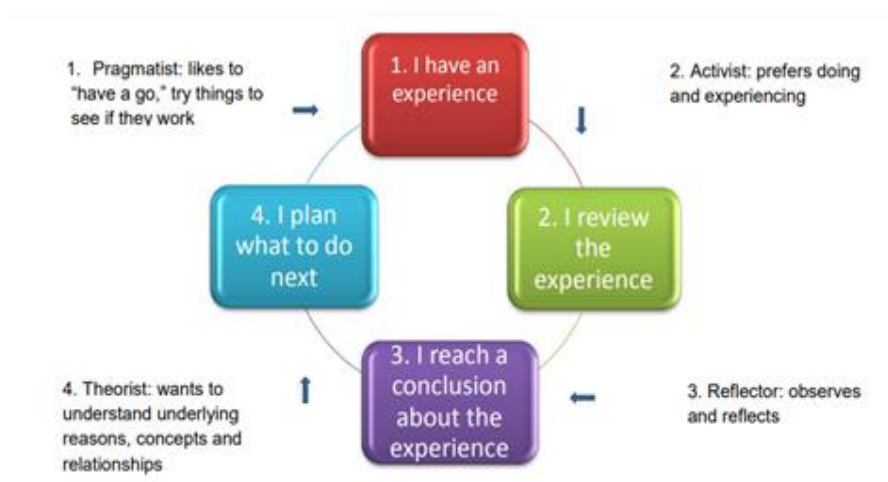 1. Pragmatist: likes to
“have a go,” try things to
see if they work
1. I have an
experience
2. Activist: prefers doing
and experiencing
4. I plan
what to do
next
2. I review
the
experience
3. I reach a
conclusion
about the
experience
4. Theorist: wants to
understand underlying
reasons, concepts and
relationships
3. Reflector: observes
and reflects